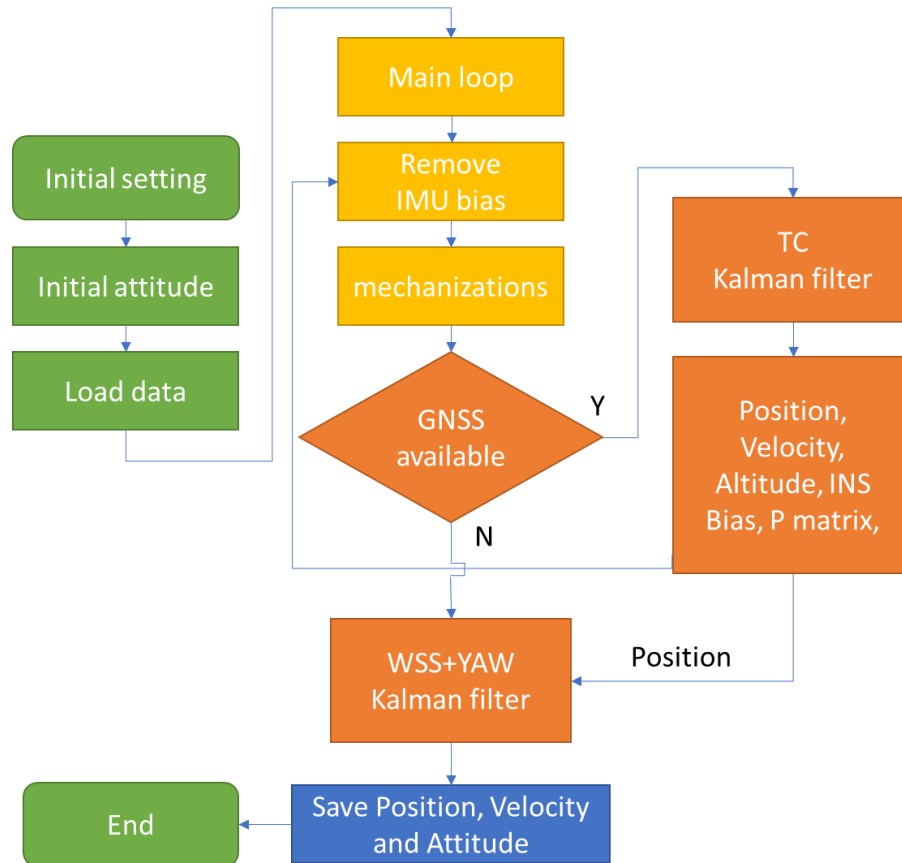 Main loop
Initial setting
Remove
IMU bias
TC
Kalman filter
Initial attitude
mechanizations
Load data
GNSS
available
Y
Position,
Velocity,
Altitude, INS
Bias, P matrix,
N
WSS+YAW
Kalman filter
Position
End
Save Position, Velocity
and Attitude